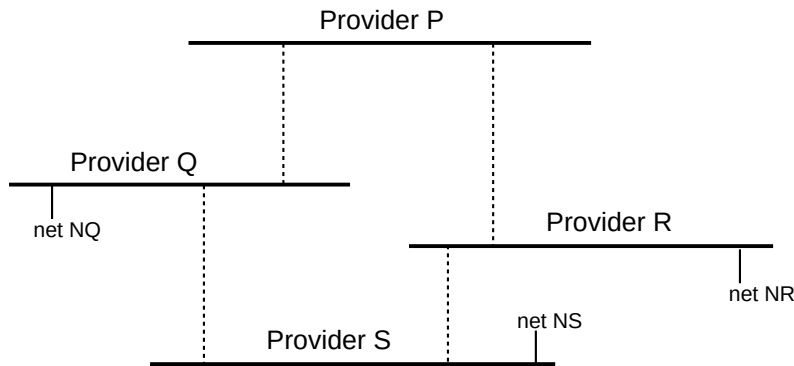 Provider P
Provider Q
net NQ
Provider R
net NR
net NS
Provider S